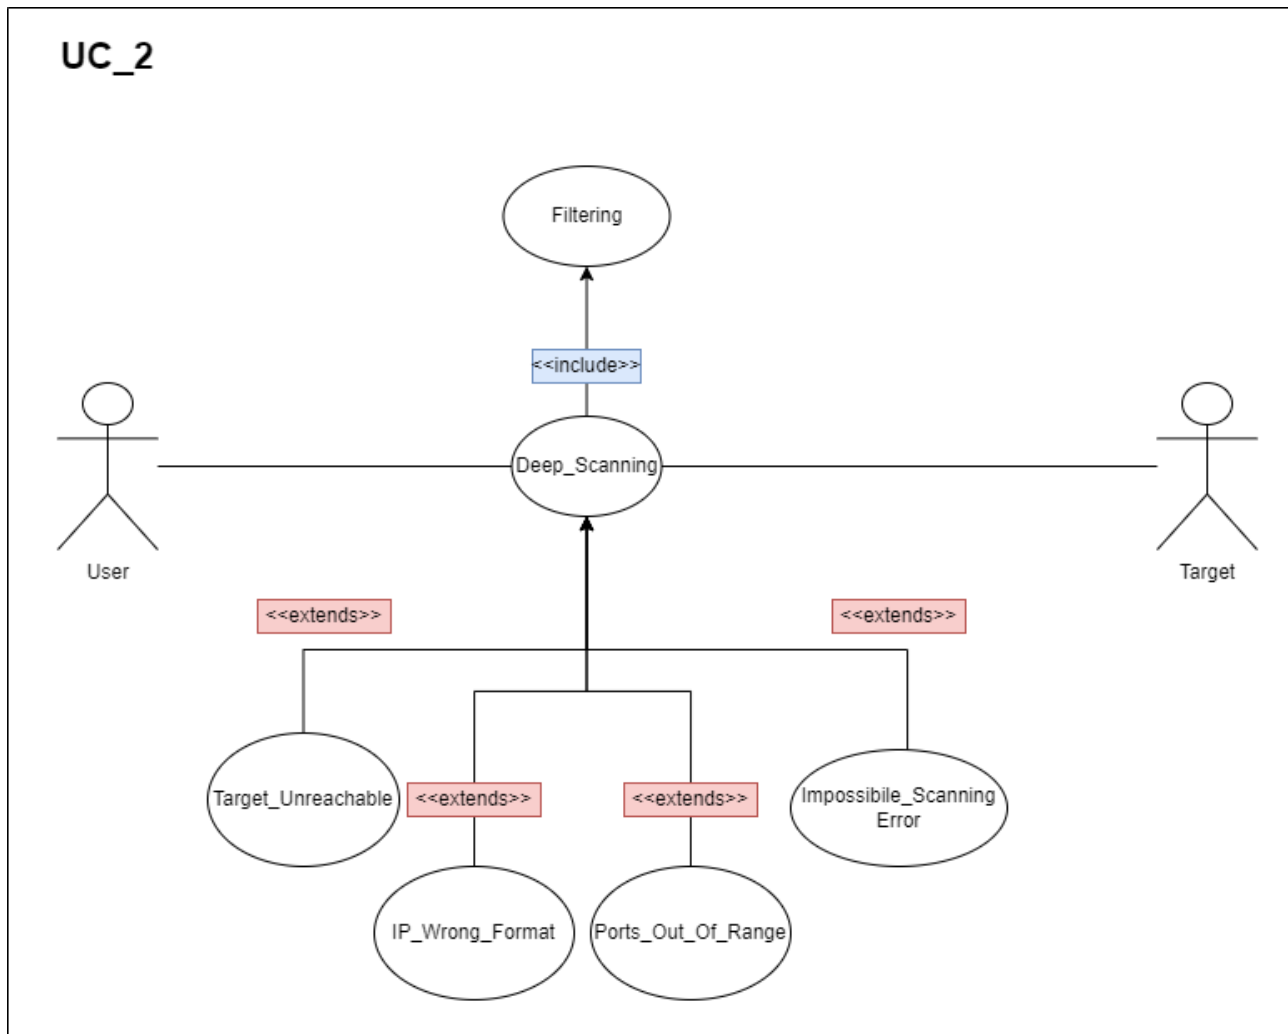 UC_2
Filtering
<<include>>
Deep_Scanning
User
Target
<<extends>>
<<extends>>
Target_Unreachable
<<extends>>
<<extends>>
Impossibile_Scanning
Error
IP_Wrong_Format
Ports_Out_Of_Range